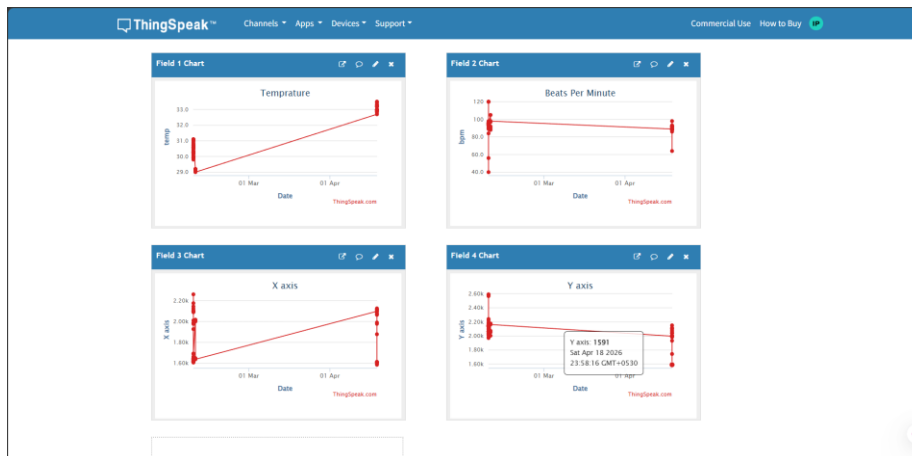 ThingSpeak™ Channels Apps Devices Support Commercial Use How to Buy IP
Field 1 Chart
Temprature
temp
33.0
31.0
30.0
29.0
01 Mar 01 Apr
Date
ThingSpeak.com
Field 2 Chart
Beats Per Minute
bpm
120
80.0
60.0
40.0
01 Mar 01 Apr
Date
ThingSpeak.com
Field 3 Chart
X axis
X axis
2.20k
2.00k
1.80k
1.60k
01 Mar 01 Apr
Date
ThingSpeak.com
Field 4 Chart
Y axis
Y axis
2.60k
2.40k
2.20k
2.00k
1.80k
Y axis: 1591
Sat Apr 18 2026
23:58:16 GMT+0530
01 Mar 01 Apr
Date
ThingSpeak.com